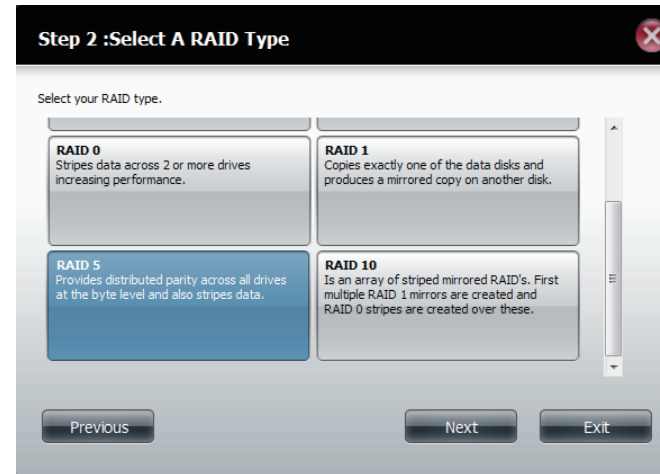 Step 2 :Select A RAID Type
Select your RAID type.
RAID 0
Stripes data across 2 or more drives
increasing performance.
RAID 1
Copies exactly one of the data disks and
produces a mirrored copy on another disk.
RAID 5
Provides distributed parity across all drives
at the byte level and also stripes data.
RAID 10
Is an array of striped mirrored RAID's. First
multiple RAID 1 mirrors are created and
RAID 0 stripes are created over these.
Previous
Next
Exit